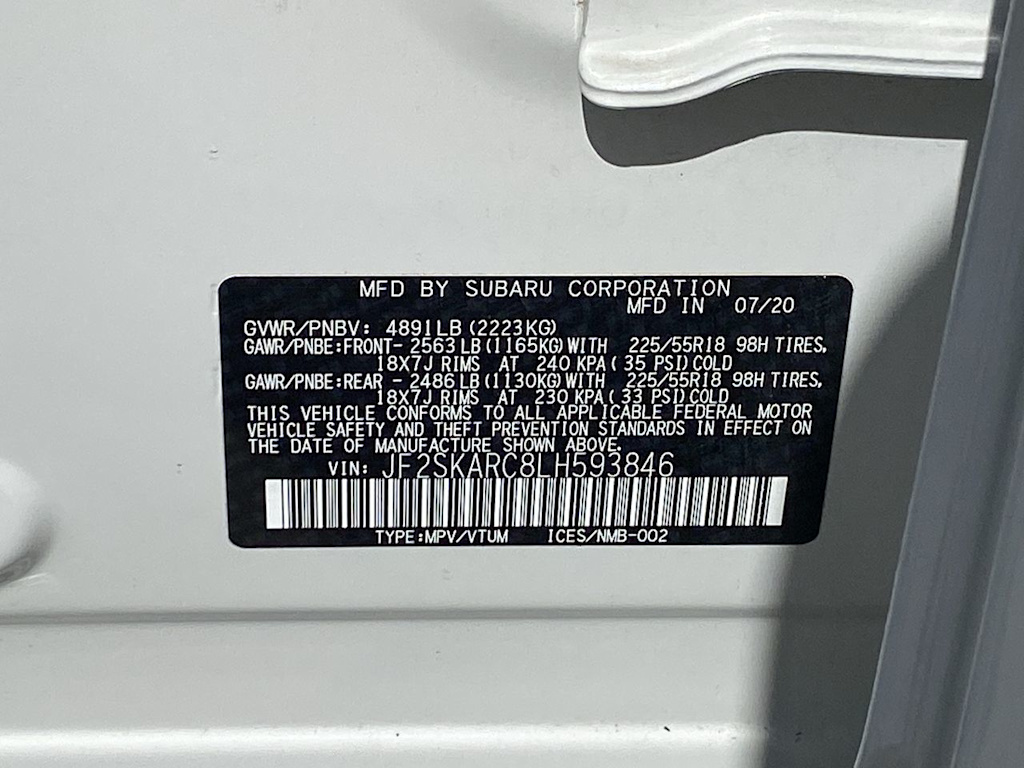 MFD BY SUBARU CORPORATION
MFD IN 07/20
GVWR/PNBV: 4891LB (2223KG)
GAWR/PNBE:FRONT- 2563LB (1165KG) WITH 225/55R18 98H TIRES,
18X7J RIMS AT 240 KPA ( 35 PSI) COLD
GAWR/PNBE:REAR - 2486LB (1130KG) WITH 225/55R18 98H TIRES,
18X7J RIMS AT 230 KPA ( 33 PSI) COLD
THIS VEHICLE CONFORMS TO ALL APPLICABLE FEDERAL MOTOR
VEHICLE SAFETY AND THEFT PREVENTION STANDARDS IN EFFECT ON
THE DATE OF MANUFACTURE SHOWN ABOVE.
VIN: JF2SKARC8LH593846
TYPE:MPV/VTUM ICES/NMB-002